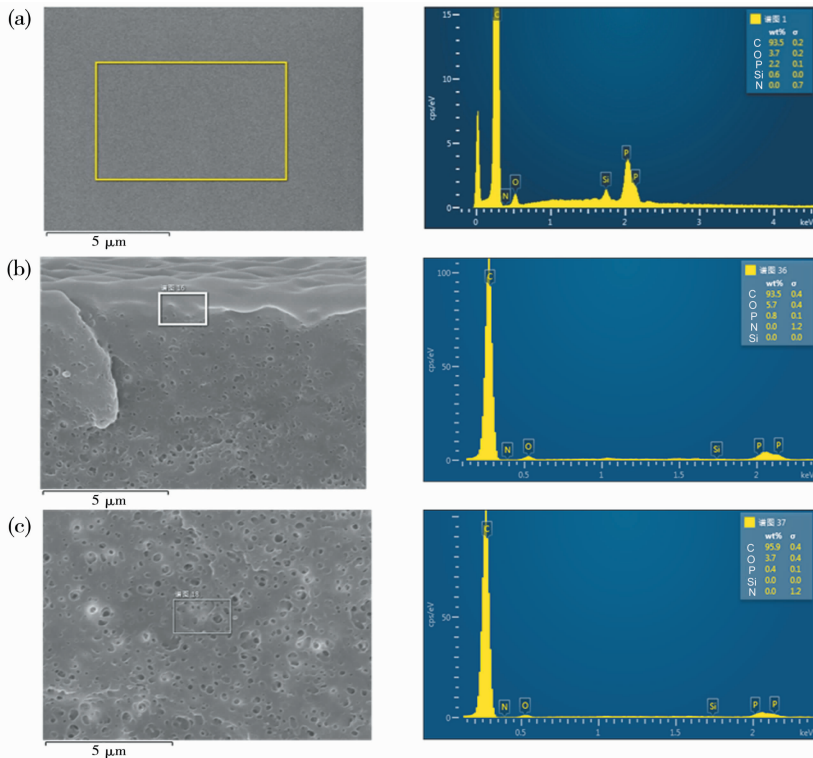 (a)
5 μm
15
10
5
0
cps/eV
C
N
O
Si
P
P
0
1
2
3
4
keV
谱图 1
wt% σ
C 93.5 0.2
O 3.7 0.2
P 2.2 0.1
Si 0.6 0.0
N 0.0 0.7
(b)
5 μm
100
50
0
cps/eV
C
N
O
Si
P
P
0.5
1
1.5
2
keV
谱图 36
wt% σ
C 93.5 0.4
O 5.7 0.4
P 0.8 0.1
N 0.0 1.2
Si 0.0 0.0
(c)
5 μm
50
0
cps/eV
C
N
O
Si
P
P
0.5
1
1.5
2
keV
谱图 37
wt% σ
C 95.9 0.4
O 3.7 0.4
P 0.4 0.1
Si 0.0 0.0
N 0.0 1.2